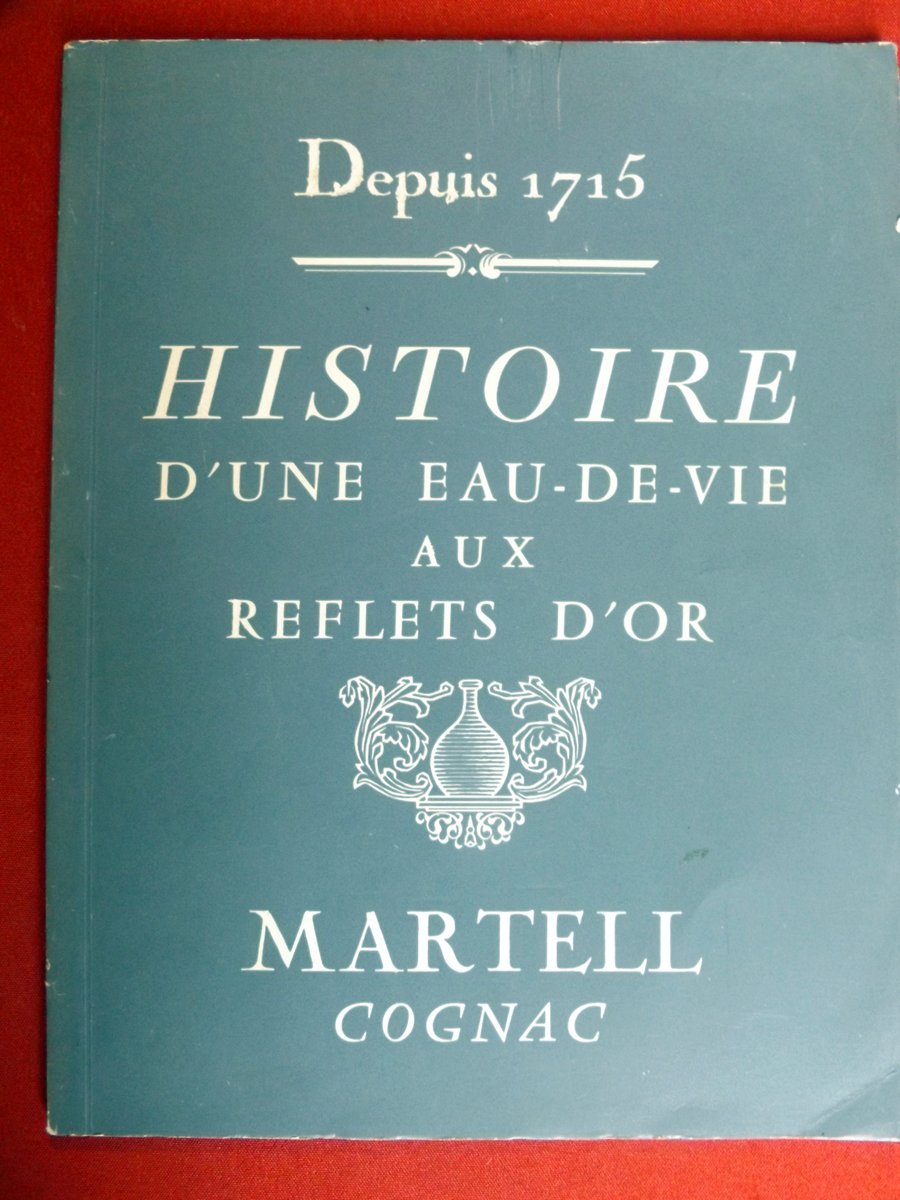 Depuis 1715
HISTOIRE
D'UNE EAU-DE-VIE
AUX
REFLETS D'OR
MARTELL
COGNAC